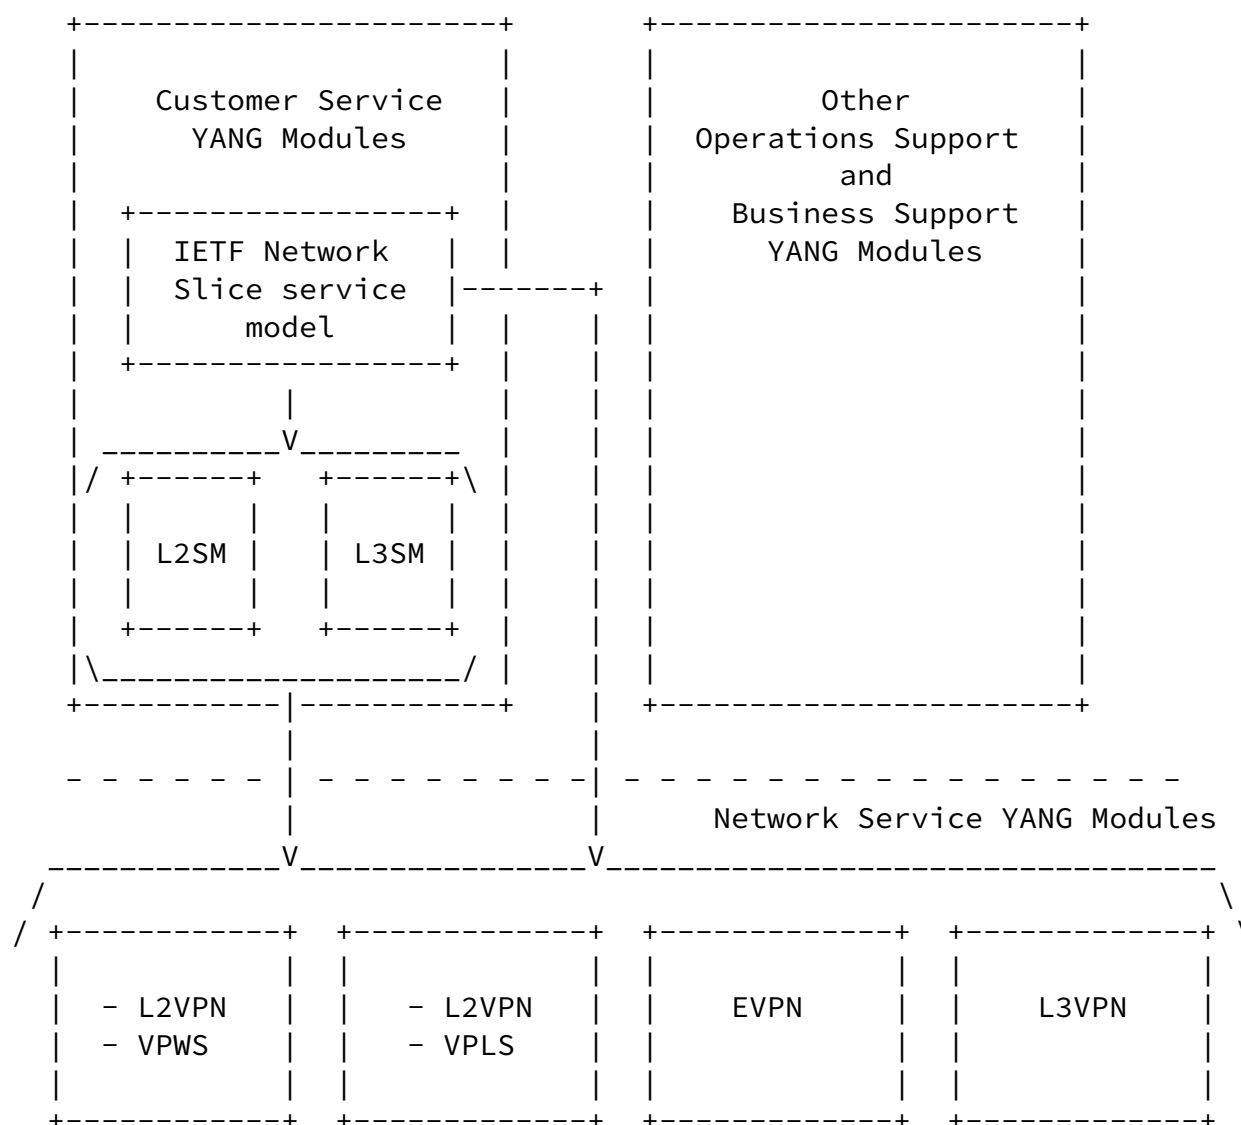 Customer Service
YANG Modules
Other
Operations Support
and
Business Support
YANG Modules
IETF Network
Slice service
model
L2SM
L3SM
Network Service YANG Modules
- L2VPN
- VPWS
- L2VPN
- VPLS
EVPN
L3VPN